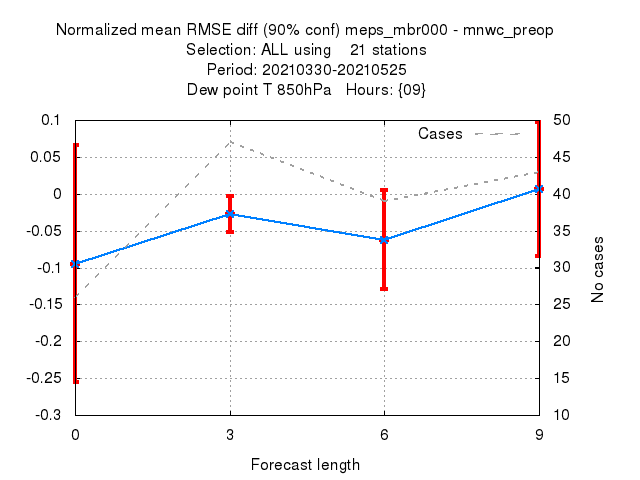 Normalized mean RMSE diff (90% conf) meps_mbr000 - mnwc_preop
Selection: ALL using    21 stations
Period: 20210330-20210525
Dew point T 850hPa   Hours: {09}
Cases
0.1
0.05
0
-0.05
-0.1
-0.15
-0.2
-0.25
-0.3
50
45
40
35
30
25
20
15
10
No cases
0 3 6 9
Forecast length